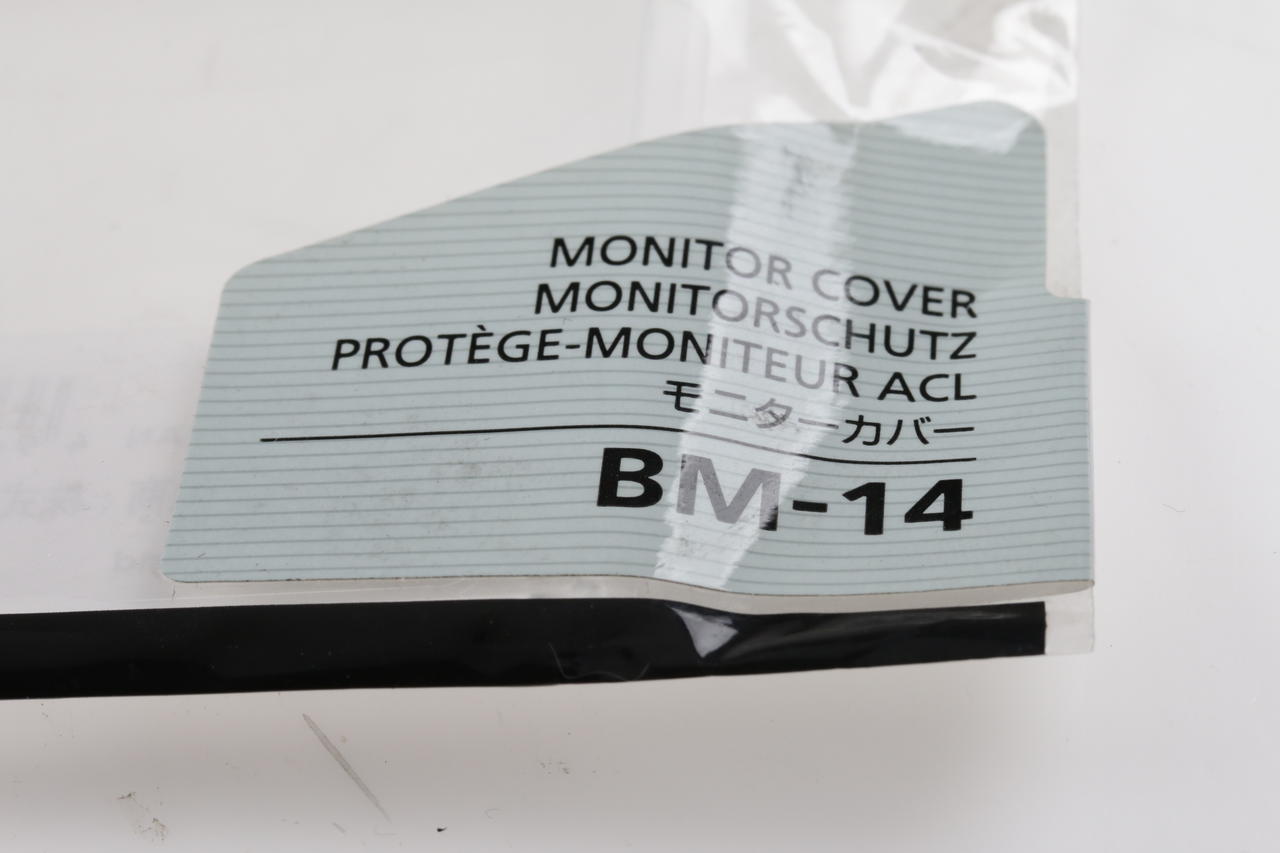 MONITOR COVER
MONITORSCHUTZ
PROTÈGE-MONITEUR ACL
モニターカバー
BM-14